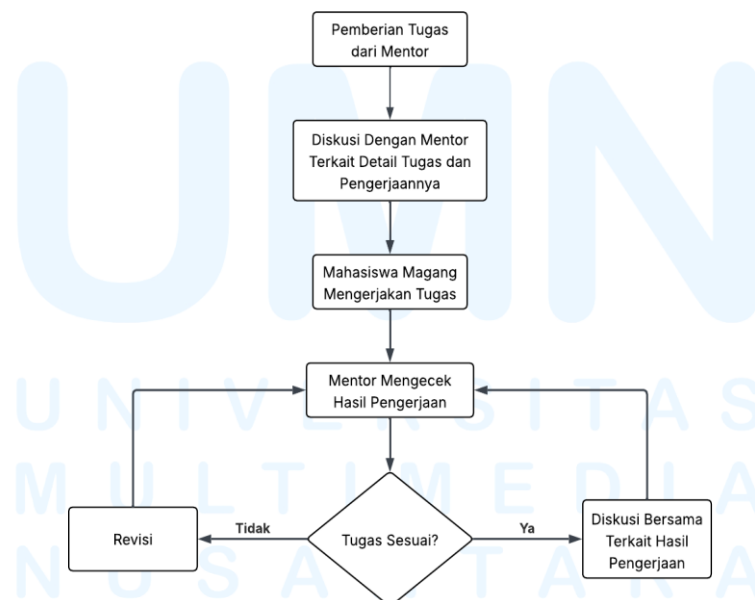 Pemberian Tugas
dari Mentor
Diskusi Dengan Mentor
Terkait Detail Tugas dan
Pengerjaannya
Mahasiswa Magang
Mengerjakan Tugas
Mentor Mengecek
Hasil Pengerjaan
Tugas Sesuai?
Tidak
Revisi
Ya
Diskusi Bersama
Terkait Hasil
Pengerjaan
UMN
UNIVERSITAS
MULTIMEDIA
NUSANTARA